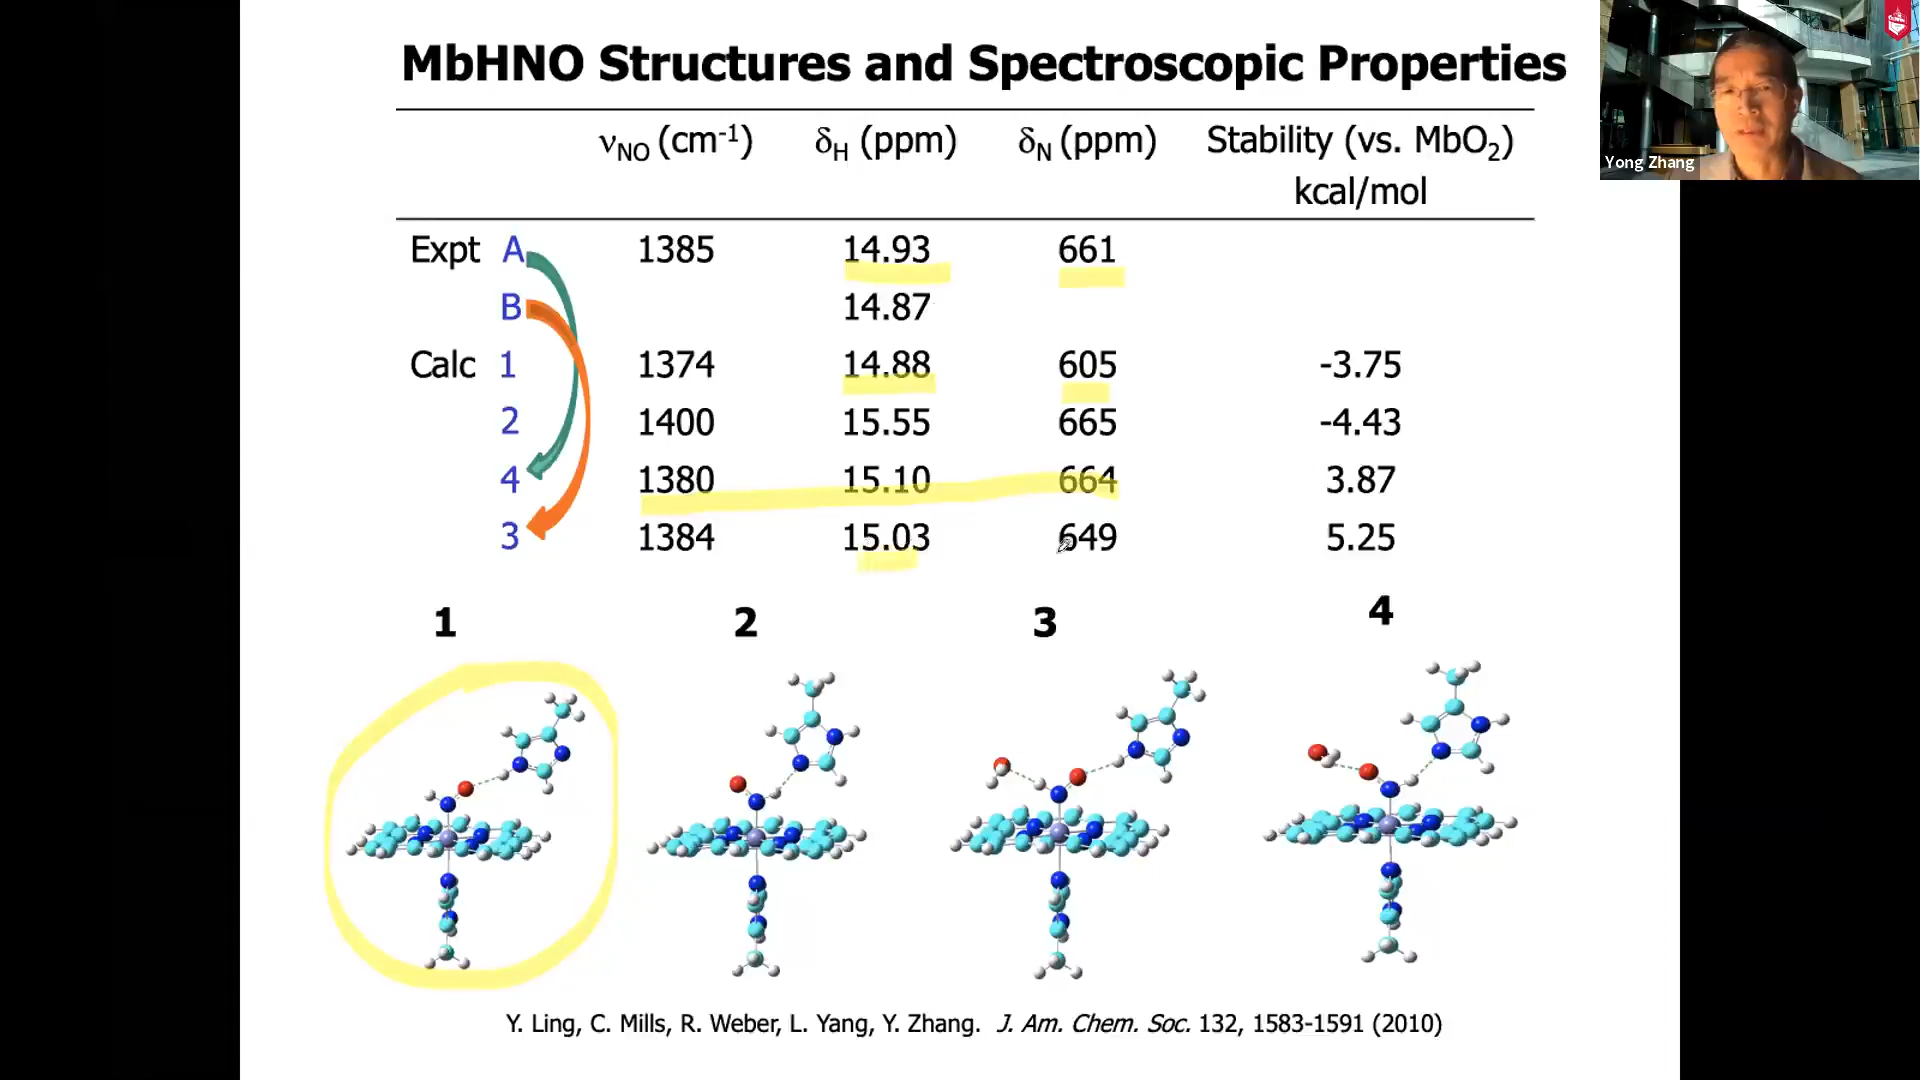 MbHNO Structures and Spectroscopic Properties
νNO (cm-1) δH (ppm) δN (ppm) Stability (vs. MbO2)
kcal/mol
Expt A 1385 14.93 661
B 14.87
Calc 1 1374 14.88 605 -3.75
2 1400 15.55 665 -4.43
4 1380 15.10 664 3.87
3 1384 15.03 649 5.25
1 2 3 4
Y. Ling, C. Mills, R. Weber, L. Yang, Y. Zhang. J. Am. Chem. Soc. 132, 1583-1591 (2010)
Yong Zhang